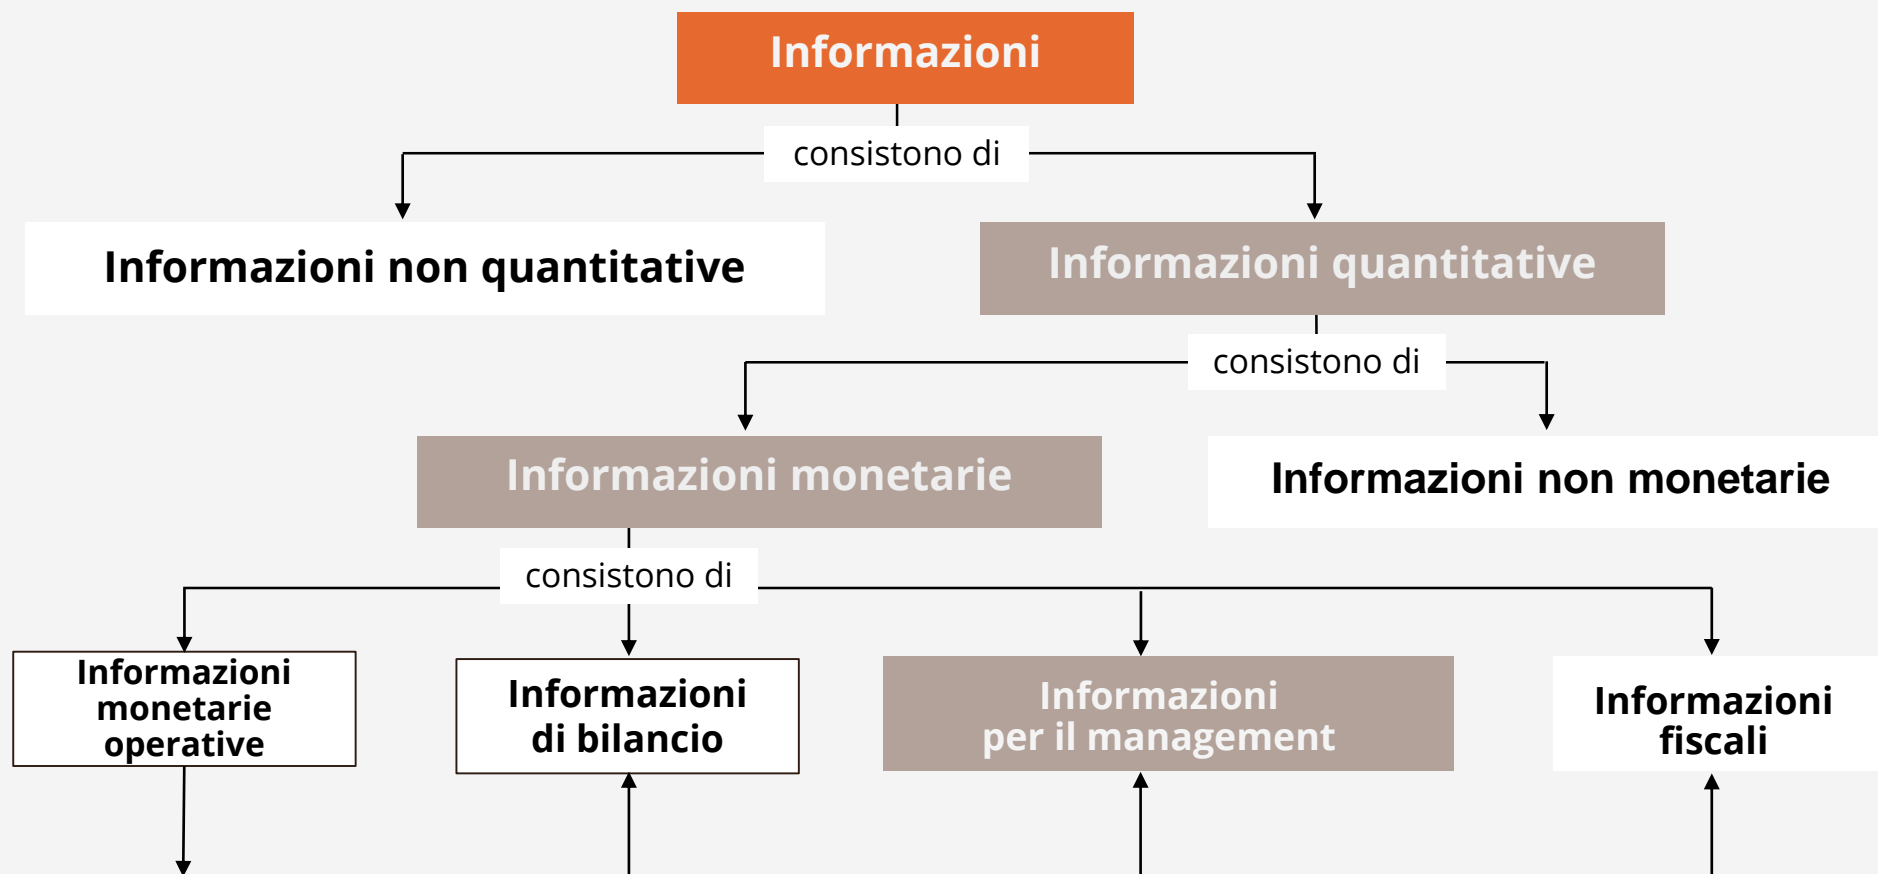 Informazioni
consistono di
Informazioni non quantitative
Informazioni quantitative
consistono di
Informazioni monetarie
Informazioni non monetarie
consistono di
Informazioni
monetarie
operative
Informazioni
di bilancio
Informazioni
per il management
Informazioni
fiscali